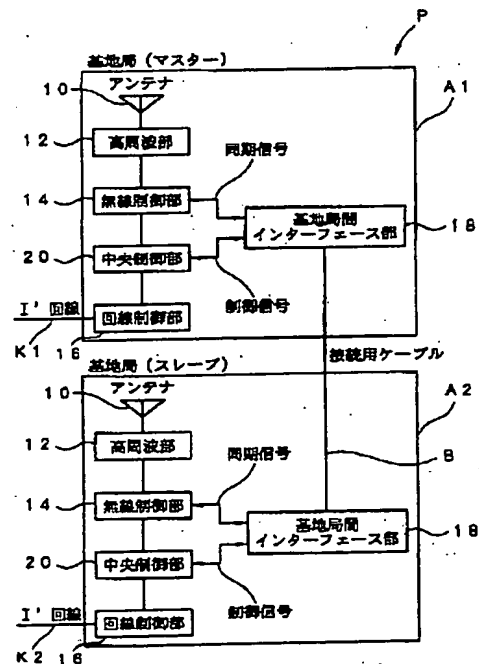 P
基地局(マスター)
A1
アンテナ
10
高周波部
12
同期信号
無線制御部
14
基地局間
インターフェース部
18
中央制御部
20
制御信号
I' 回線
回線制御部
K1
16
接続用ケーブル
基地局(スレーブ)
A2
アンテナ
10
高周波部
12
同期信号
B
無線制御部
14
基地局間
インターフェース部
18
中央制御部
20
制御信号
I' 回線
回線制御部
K2
16